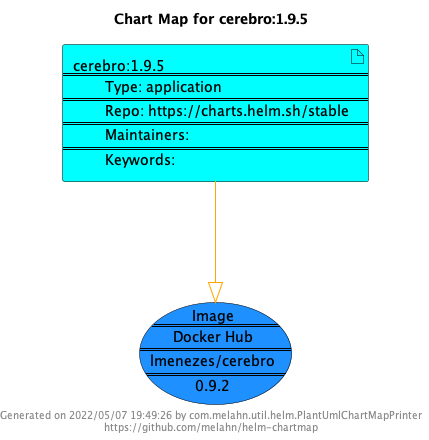 Chart Map for cerebro:1.9.5
cerebro:1.9.5
Type: application
Repo: https://charts.helm.sh/stable
Maintainers:
Keywords:
Image
Docker Hub
lmenezes/cerebro
0.9.2
Generated on 2022/05/07 19:49:26 by com.melahn.util.helm.PlantUmlChartMapPrinter
https://github.com/melahn/helm-chartmap